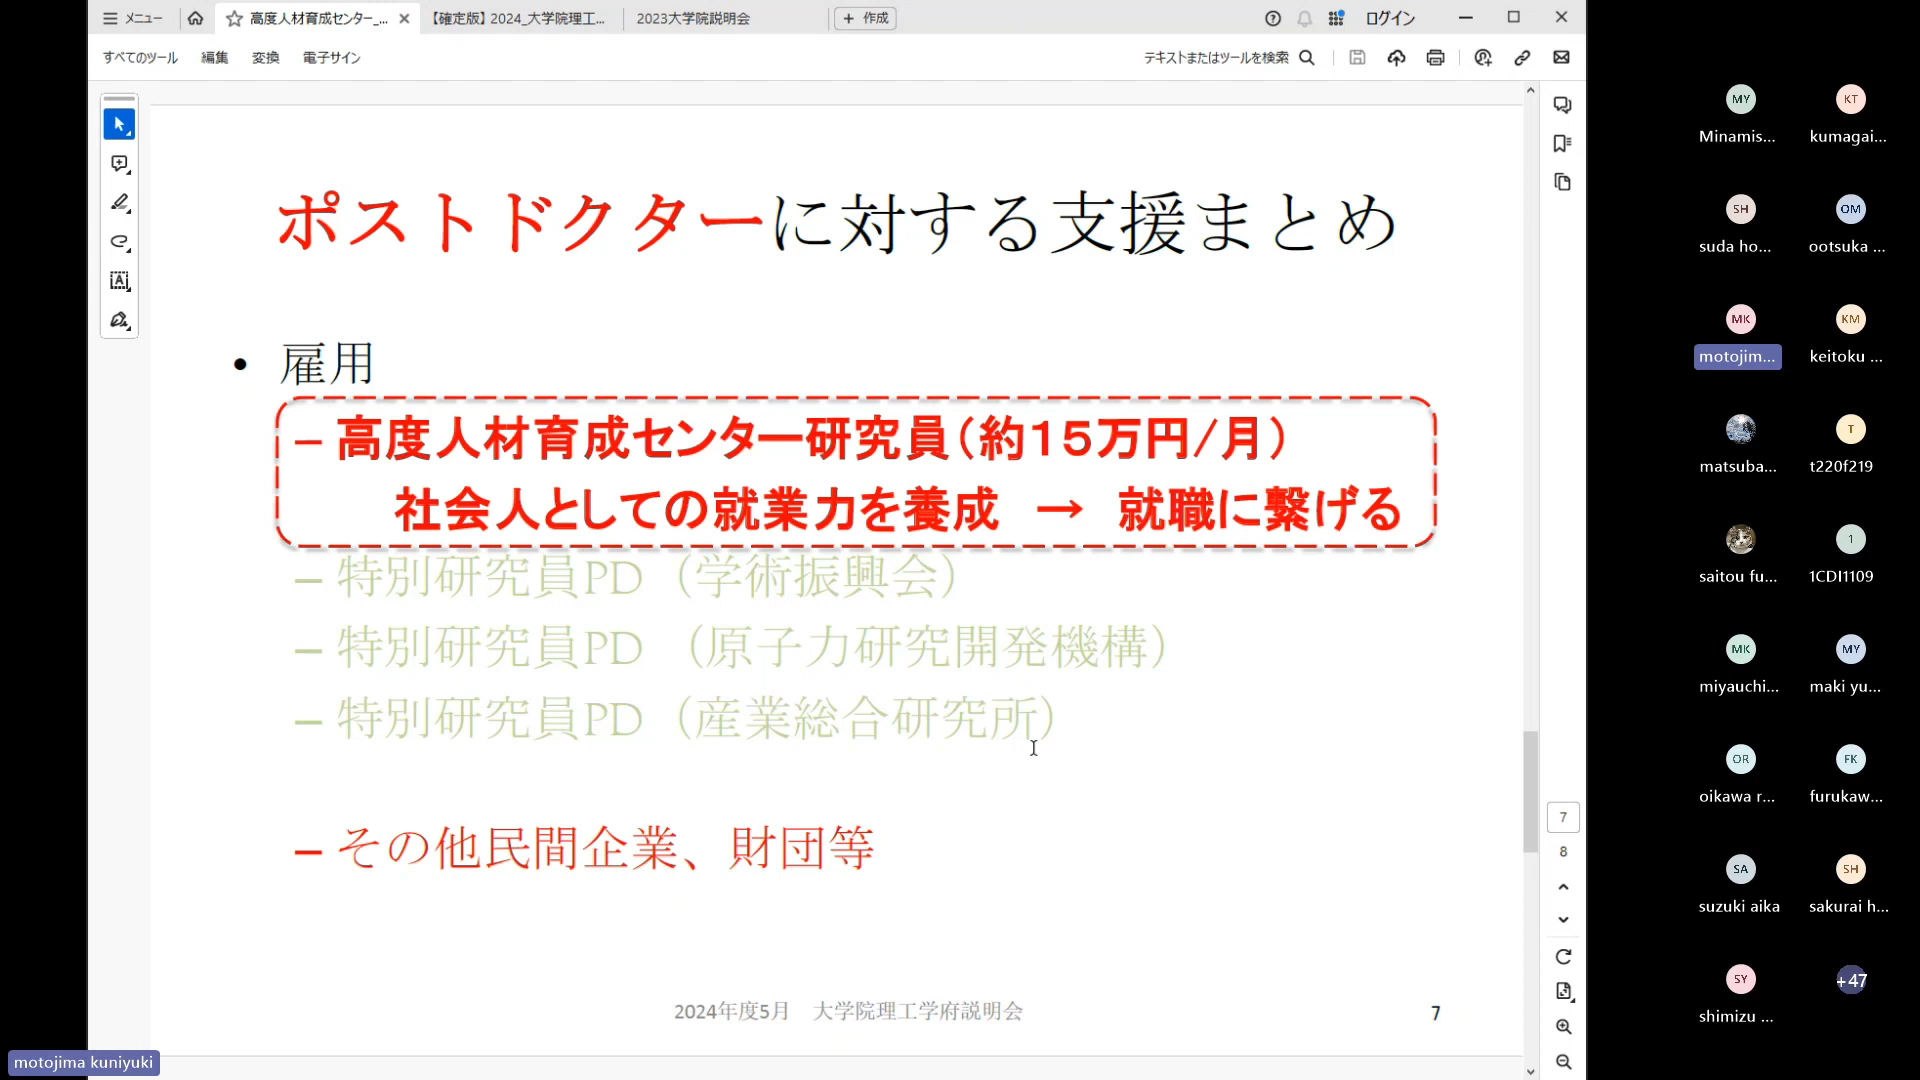 メニュー
高度人材育成センター_...
【確定版】2024_大学院理工...
2023大学院説明会
+ 作成
ログイン
すべてのツール
編集
変換
電子サイン
テキストまたはツールを検索
ポストドクターに対する支援まとめ
• 雇用
– 高度人材育成センター研究員（約１５万円/月）
社会人としての就業力を養成 → 就職に繋げる
– 特別研究員PD（学術振興会）
– 特別研究員PD （原子力研究開発機構）
– 特別研究員PD（産業総合研究所）
– その他民間企業、財団等
2024年度5月 大学院理工学府説明会
7
7
8
MY
Minamis...
KT
kumagai...
SH
suda ho...
OM
ootsuka ...
MK
motojim...
KM
keitoku ...
matsuba...
T
t220f219
saitou fu...
1
1CDI1109
MK
miyauchi...
MY
maki yu...
OR
oikawa r...
FK
furukaw...
SA
suzuki aika
SH
sakurai h...
SY
shimizu ...
+47
motojima kuniyuki